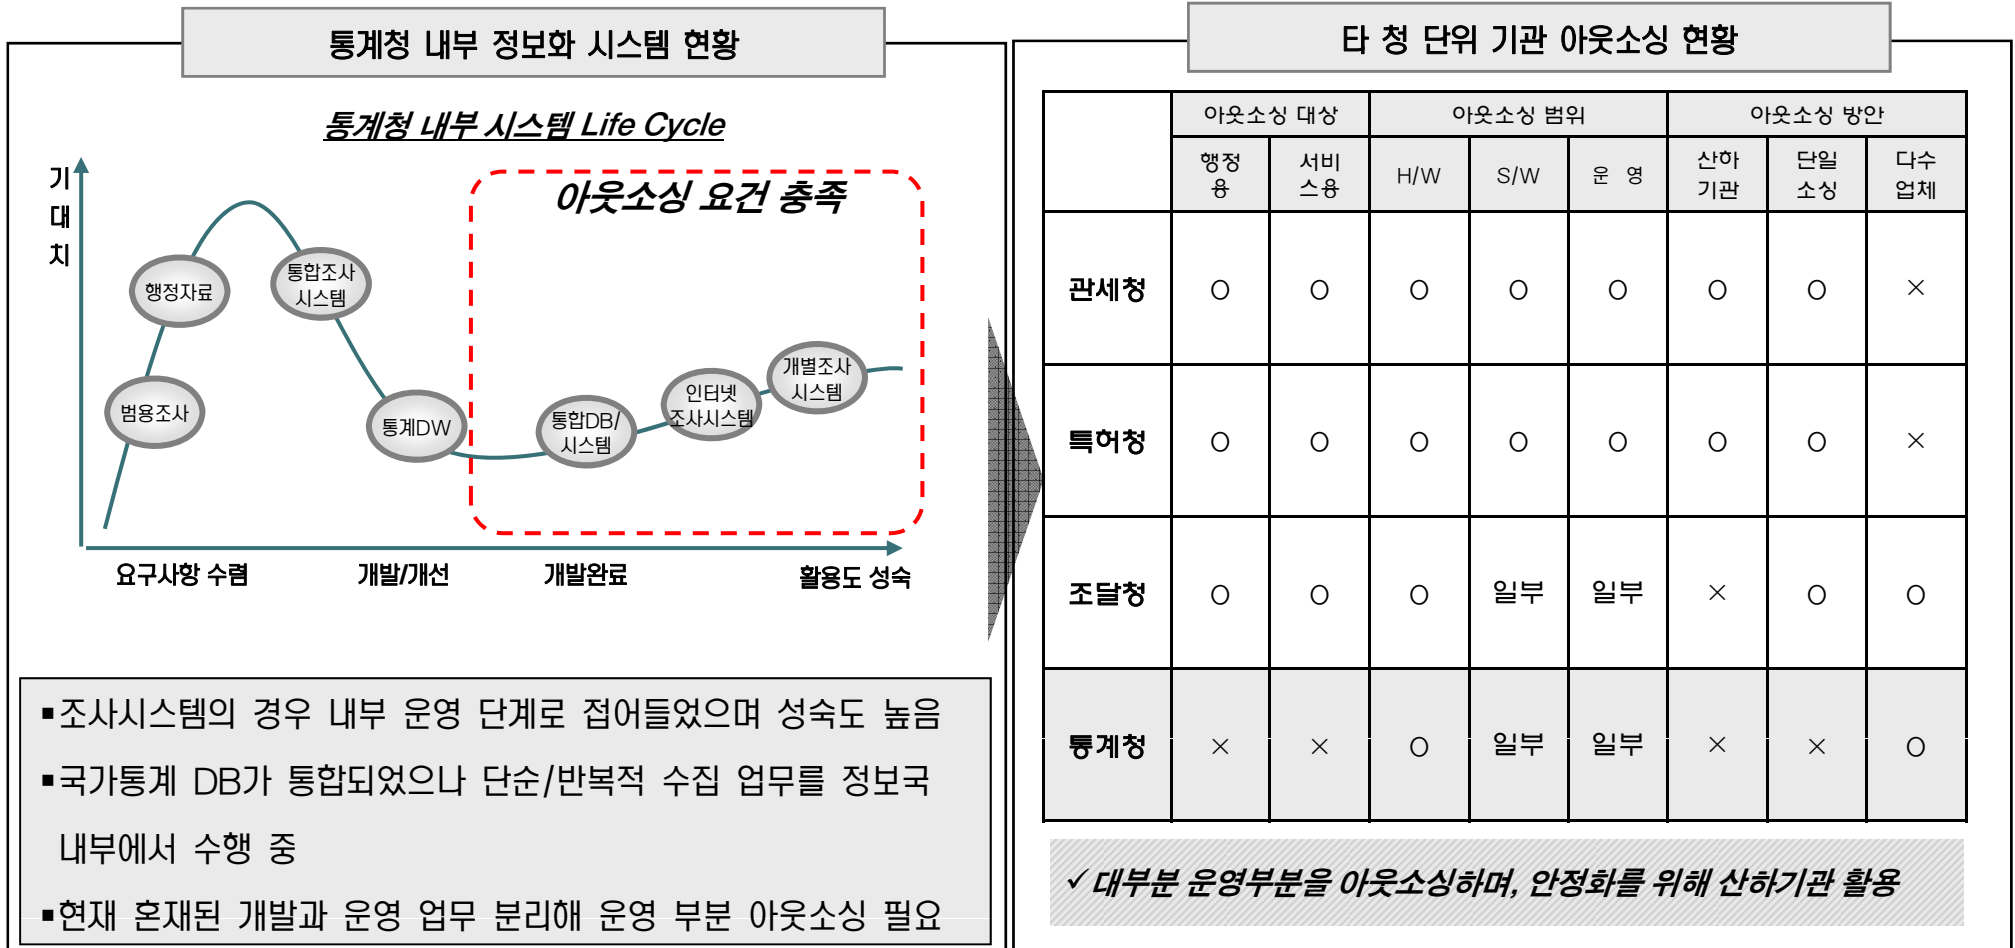 통계청 내부 정보화 시스템 현황
통계청 내부 시스템 Life Cycle
기
대
치
아웃소싱 요건 충족
행정자료
통합조사
시스템
범용조사
통계DW
통합DB/
시스템
인터넷
조사시스템
개별조사
시스템
요구사항 수렴
개발/개선
개발완료
활용도 성숙
▪조사시스템의 경우 내부 운영 단계로 접어들었으며 성숙도 높음
▪국가통계 DB가 통합되었으나 단순/반복적 수집 업무를 정보국
내부에서 수행 중
▪현재 혼재된 개발과 운영 업무 분리해 운영 부분 아웃소싱 필요
타 청 단위 기관 아웃소싱 현황
아웃소싱 대상 아웃소싱 범위 아웃소싱 방안
행정 서비 산하 단일 다수
용 스용 H/W S/W 운 영 기관 소싱 업체
관세청 O O O O O O O ×
특허청 O O O O O O O ×
조달청 O O O 일부 일부 × O O
통계청 × × O 일부 일부 × × O
✓대부분 운영부분을 아웃소싱하며, 안정화를 위해 산하기관 활용